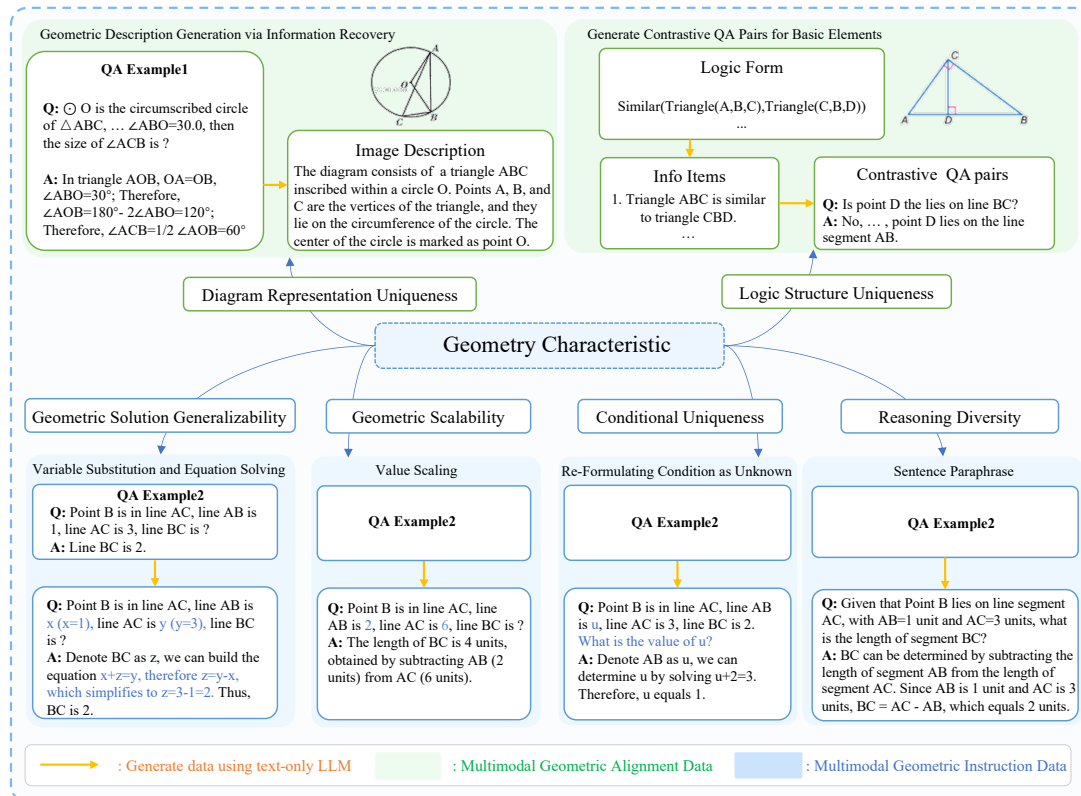 Geometric Description Generation via Information Recovery
QA Example1
Q: ⊙ O is the circumscribed circle
of △ABC, … ∠ABO=30.0, then
the size of ∠ACB is ?
A: In triangle AOB, OA=OB,
∠ABO=30°; Therefore,
∠AOB=180°- 2∠ABO=120°;
Therefore, ∠ACB=1/2 ∠AOB=60°
A
O
B
C
Image Description
The diagram consists of a triangle ABC
inscribed within a circle O. Points A, B, and
C are the vertices of the triangle, and they
lie on the circumference of the circle. The
center of the circle is marked as point O.
Generate Contrastive QA Pairs for Basic Elements
Logic Form
Similar(Triangle(A,B,C),Triangle(C,B,D))
...
C
A
D
B
Info Items
1. Triangle ABC is similar
to triangle CBD.
…
Contrastive QA pairs
Q: Is point D the lies on line BC?
A: No, … , point D lies on the line
segment AB.
Diagram Representation Uniqueness
Logic Structure Uniqueness
Geometry Characteristic
Geometric Solution Generalizability
Geometric Scalability
Conditional Uniqueness
Reasoning Diversity
Variable Substitution and Equation Solving
QA Example2
Q: Point B is in line AC, line AB is
1, line AC is 3, line BC is ?
A: Line BC is 2.
Q: Point B is in line AC, line AB is
x (x=1), line AC is y (y=3), line BC
is ?
A: Denote BC as z, we can build the
equation x+z=y, therefore z=y-x,
which simplifies to z=3-1=2. Thus,
BC is 2.
Value Scaling
QA Example2
Q: Point B is in line AC, line
AB is 2, line AC is 6, line BC is ?
A: The length of BC is 4 units,
obtained by subtracting AB (2
units) from AC (6 units).
Re-Formulating Condition as Unknown
QA Example2
Q: Point B is in line AC, line AB
is u, line AC is 3, line BC is 2.
What is the value of u?
A: Denote AB as u, we can
determine u by solving u+2=3.
Therefore, u equals 1.
Sentence Paraphrase
QA Example2
Q: Given that Point B lies on line segment
AC, with AB=1 unit and AC=3 units, what
is the length of segment BC?
A: BC can be determined by subtracting the
length of segment AB from the length of
segment AC. Since AB is 1 unit and AC is 3
units, BC = AC - AB, which equals 2 units.
: Generate data using text-only LLM
: Multimodal Geometric Alignment Data
: Multimodal Geometric Instruction Data